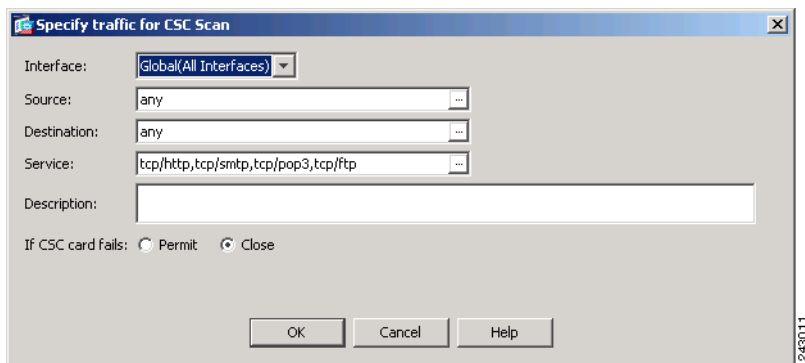 Specify traffic for CSC Scan
Interface: Global(All Interfaces)
Source: any ...
Destination: any ...
Service: tcp/http,tcp/smtp,tcp/pop3,tcp/ftp ...
Description:
If CSC card fails: Permit Close
OK Cancel Help
243011